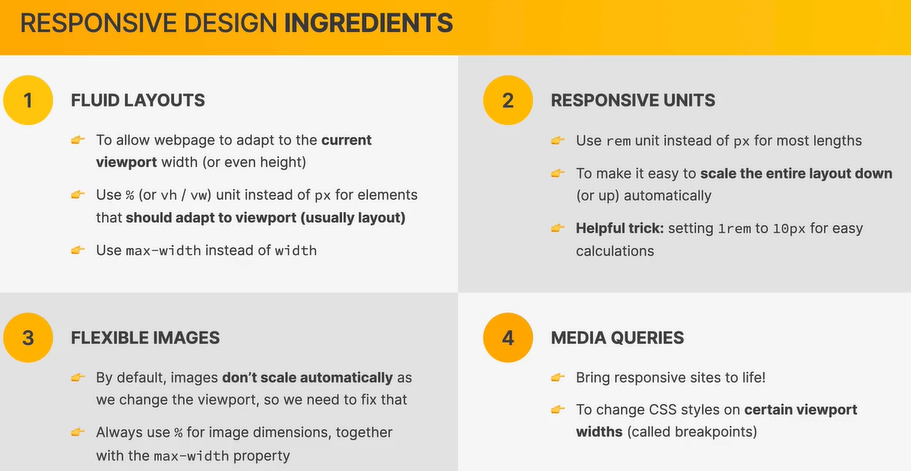 RESPONSIVE DESIGN INGREDIENTS
1
FLUID LAYOUTS
To allow webpage to adapt to the current
viewport width (or even height)
Use % (or vh / vw) unit instead of px for elements
that should adapt to viewport (usually layout)
Use max-width instead of width
2
RESPONSIVE UNITS
Use rem unit instead of px for most lengths
To make it easy to scale the entire layout down
(or up) automatically
Helpful trick: setting 1rem to 10px for easy
calculations
3
FLEXIBLE IMAGES
By default, images don’t scale automatically as
we change the viewport, so we need to fix that
Always use % for image dimensions, together
with the max-width property
4
MEDIA QUERIES
Bring responsive sites to life!
To change CSS styles on certain viewport
widths (called breakpoints)